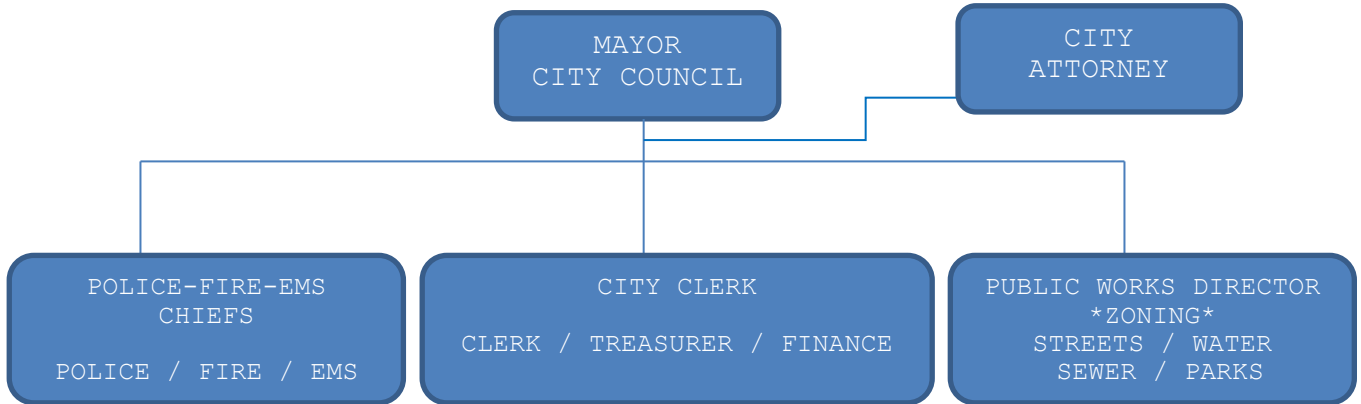 MAYOR
CITY COUNCIL
CITY
ATTORNEY
POLICE-FIRE-EMS
CHIEFS
POLICE / FIRE / EMS
CITY CLERK
CLERK / TREASURER / FINANCE
PUBLIC WORKS DIRECTOR
*ZONING*
STREETS / WATER
SEWER / PARKS